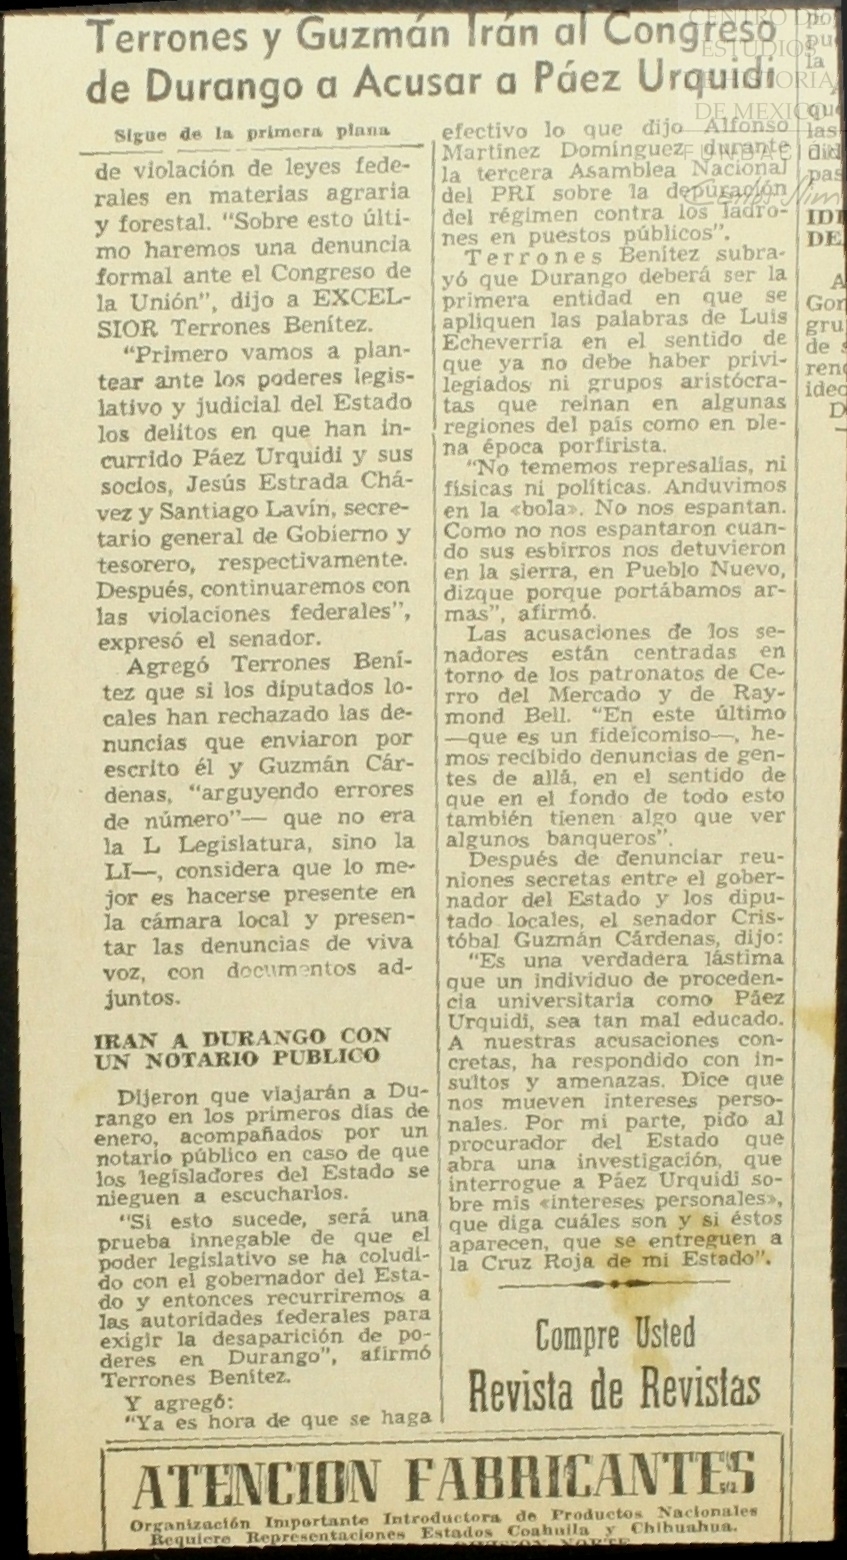 Terrones y Guzmán Irán al Congreso
de Durango a Acusar a Páez Urquidi
Sigue de la primera plana
de violación de leyes fede-
rales en materias agraria
y forestal. "Sobre esto últi-
mo haremos una denuncia
formal ante el Congreso de
la Unión", dijo a EXCEL-
SIOR Terrones Benítez.
"Primero vamos a plan-
tear ante los poderes legis-
lativo y judicial del Estado
los delitos en que han in-
currido Páez Urquidi y sus
socios, Jesús Estrada Chá-
vez y Santiago Lavín, secre-
tario general de Gobierno y
tesorero, respectivamente.
Después, continuaremos con
las violaciones federales",
expresó el senador.
Agregó Terrones Bení-
tez que si los diputados lo-
cales han rechazado las de-
nuncias que enviaron por
escrito él y Guzmán Cár-
denas, "arguyendo errores
de número"— que no era
la L Legislatura, sino la
LI—, considera que lo me-
jor es hacerse presente en
la cámara local y presen-
tar las denuncias de viva
voz, con documentos ad-
juntos.
IRAN A DURANGO CON
UN NOTARIO PUBLICO
Dijeron que viajarán a Du-
rango en los primeros días de
enero, acompañados por un
notario público en caso de que
los legisladores del Estado se
nieguen a escucharlos.
"Si esto sucede, será una
prueba innegable de que el
poder legislativo se ha coludi-
do con el gobernador del Esta-
do y entonces recurriremos a
las autoridades federales para
exigir la desaparición de po-
deres en Durango", afirmó
Terrones Benítez.
Y agregó:
"Ya es hora de que se haga
efectivo lo que dijo Alfonso
Martínez Domínguez durante
la tercera Asamblea Nacional
del PRI sobre la depuración
del régimen contra los ladro-
nes en puestos públicos".
Terrones Benítez subra-
yó que Durango deberá ser la
primera entidad en que se
apliquen las palabras de Luis
Echeverría en el sentido de
que ya no debe haber privi-
legiados ni grupos aristócra-
tas que reinan en algunas
regiones del país como en ple-
na época porfirista.
"No tememos represalias, ni
físicas ni políticas. Anduvimos
en la «bola». No nos espantan.
Como no nos espantaron cuan-
do sus esbirros nos detuvieron
en la sierra, en Pueblo Nuevo,
dizque porque portábamos ar-
mas", afirmó.
Las acusaciones de los se-
nadores están centradas en
torno de los patronatos de Ce-
rro del Mercado y de Ray-
mond Bell. "En este último
—que es un fideicomiso—, he-
mos recibido denuncias de gen-
tes de allá, en el sentido de
que en el fondo de todo esto
también tienen algo que ver
algunos banqueros".
Después de denunciar reu-
niones secretas entre el gober-
nador del Estado y los dipu-
tado locales, el senador Cris-
tóbal Guzmán Cárdenas, dijo:
"Es una verdadera lástima
que un individuo de proceden-
cia universitaria como Páez
Urquidi, sea tan mal educado.
A nuestras acusaciones con-
cretas, ha respondido con in-
sultos y amenazas. Dice que
nos mueven intereses perso-
nales. Por mi parte, pido al
procurador del Estado que
abra una investigación, que
interrogue a Páez Urquidi so-
bre mis «intereses personales»,
que diga cuáles son y si éstos
aparecen, que se entreguen a
la Cruz Roja de mi Estado".
Compre Usted
Revista de Revistas
ATENCION FABRICANTES
Organización Importante Introductora de Productos Nacionales
Requiere Representaciones Estados Coahuila y Chihuahua.
CENTRO DE
ESTUDIOS
DE HISTORIA
DE MEXICO